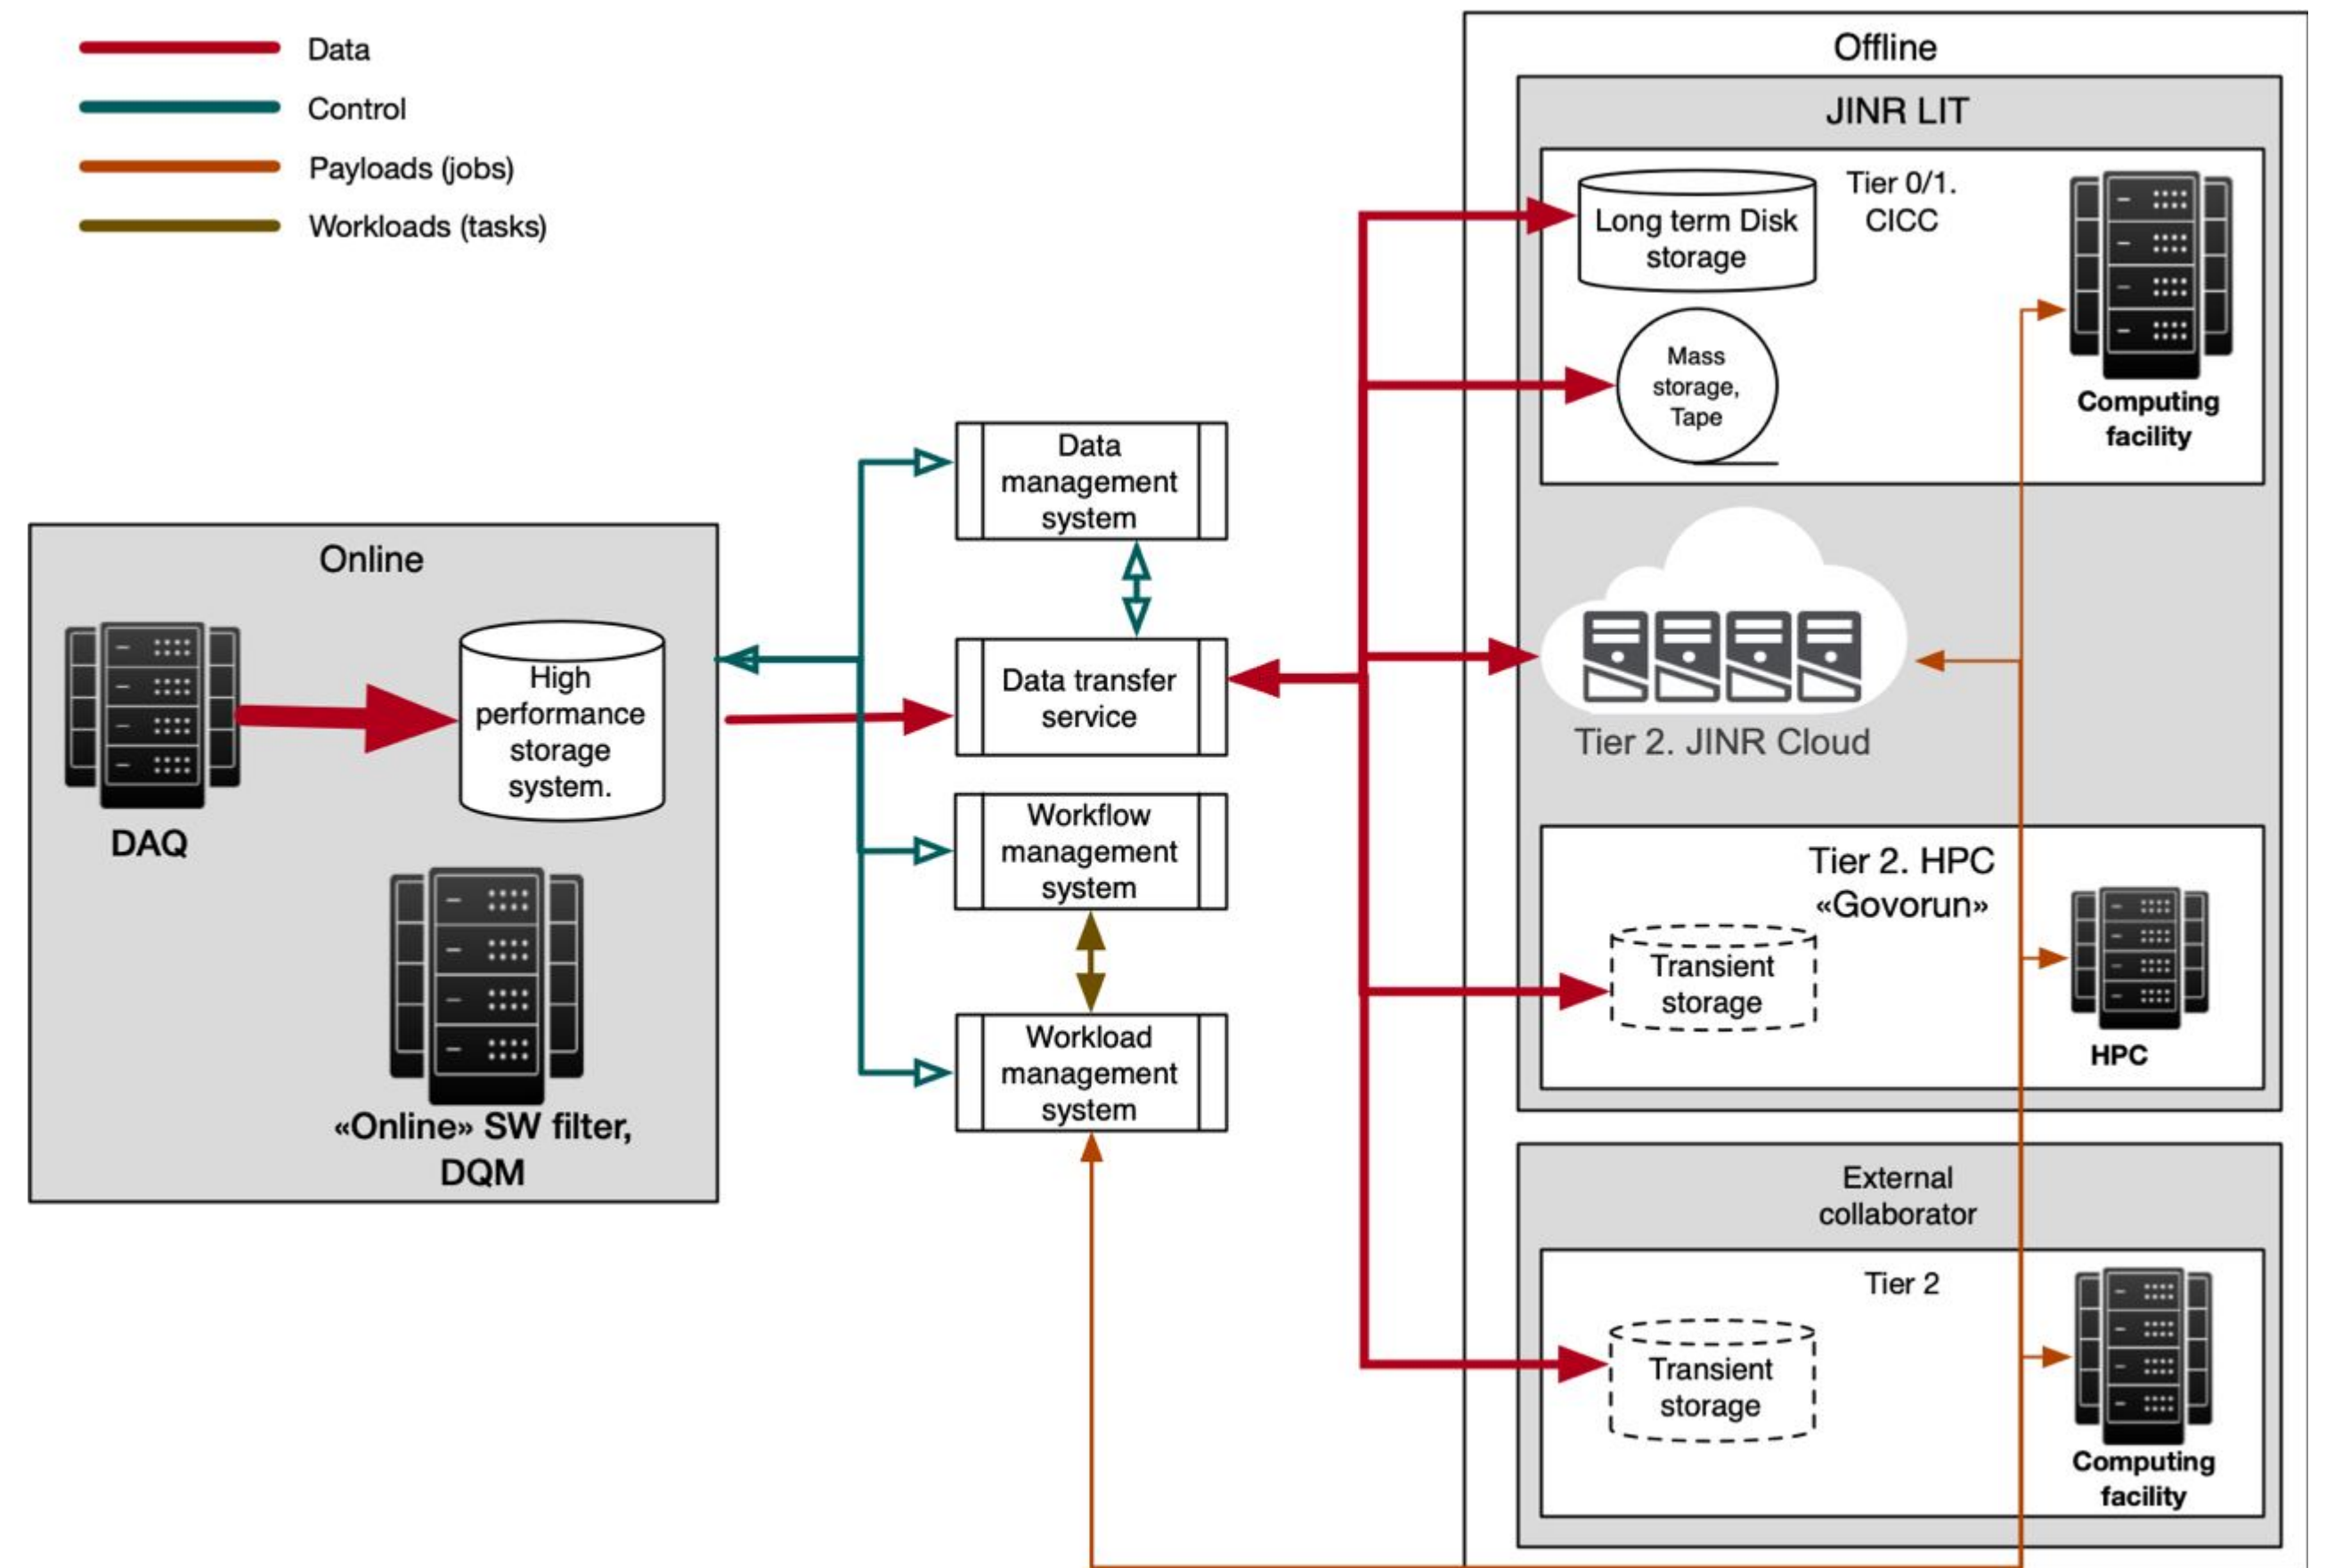 Data
Control
Payloads (jobs)
Workloads (tasks)
Online
DAQ
High
performance
storage
system.
«Online» SW filter,
DQM
Data
management
system
Data transfer
service
Workflow
management
system
Workload
management
system
Offline
JINR LIT
Tier 0/1.
CICC
Long term Disk
storage
Mass
storage,
Tape
Computing
facility
Tier 2. JINR Cloud
Tier 2. HPC
«Govorun»
Transient
storage
HPC
External
collaborator
Tier 2
Transient
storage
Computing
facility